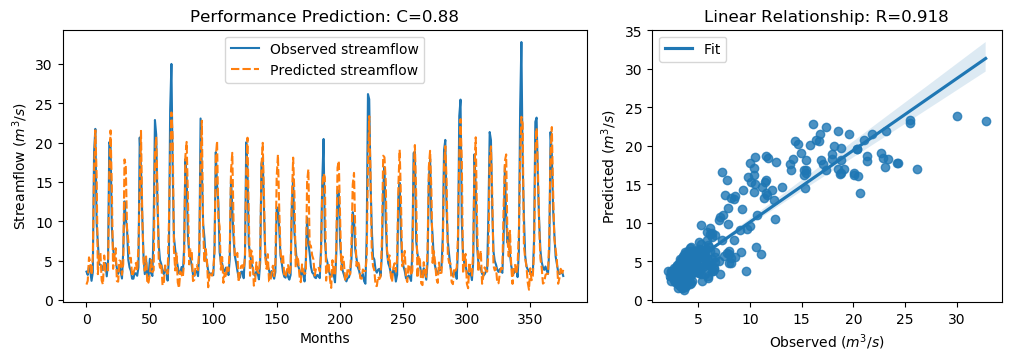 Performance Prediction: C=0.88
Observed streamflow
Predicted streamflow
Streamflow (m³/s)
30
25
20
15
10
5
0
0 50 100 150 200 250 300 350
Months
Linear Relationship: R=0.918
Fit
Predicted (m³/s)
35
30
25
20
15
10
5
0
5 10 15 20 25 30
Observed (m³/s)